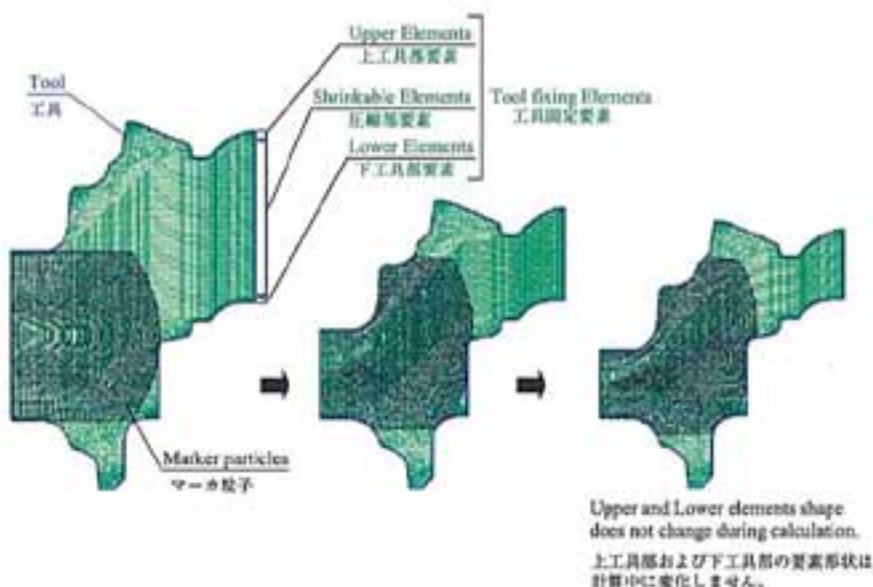 Upper Elements
上工具部要素
Tool
工具
Shrinkable Elements
圧縮部要素
Tool fixing Elements
工具固定要素
Lower Elements
下工具部要素
Marker particles
マーカ粒子
Upper and Lower elements shape
does not change during calculation.
上工具部および下工具部の要素形状は
計算中に変化しません。